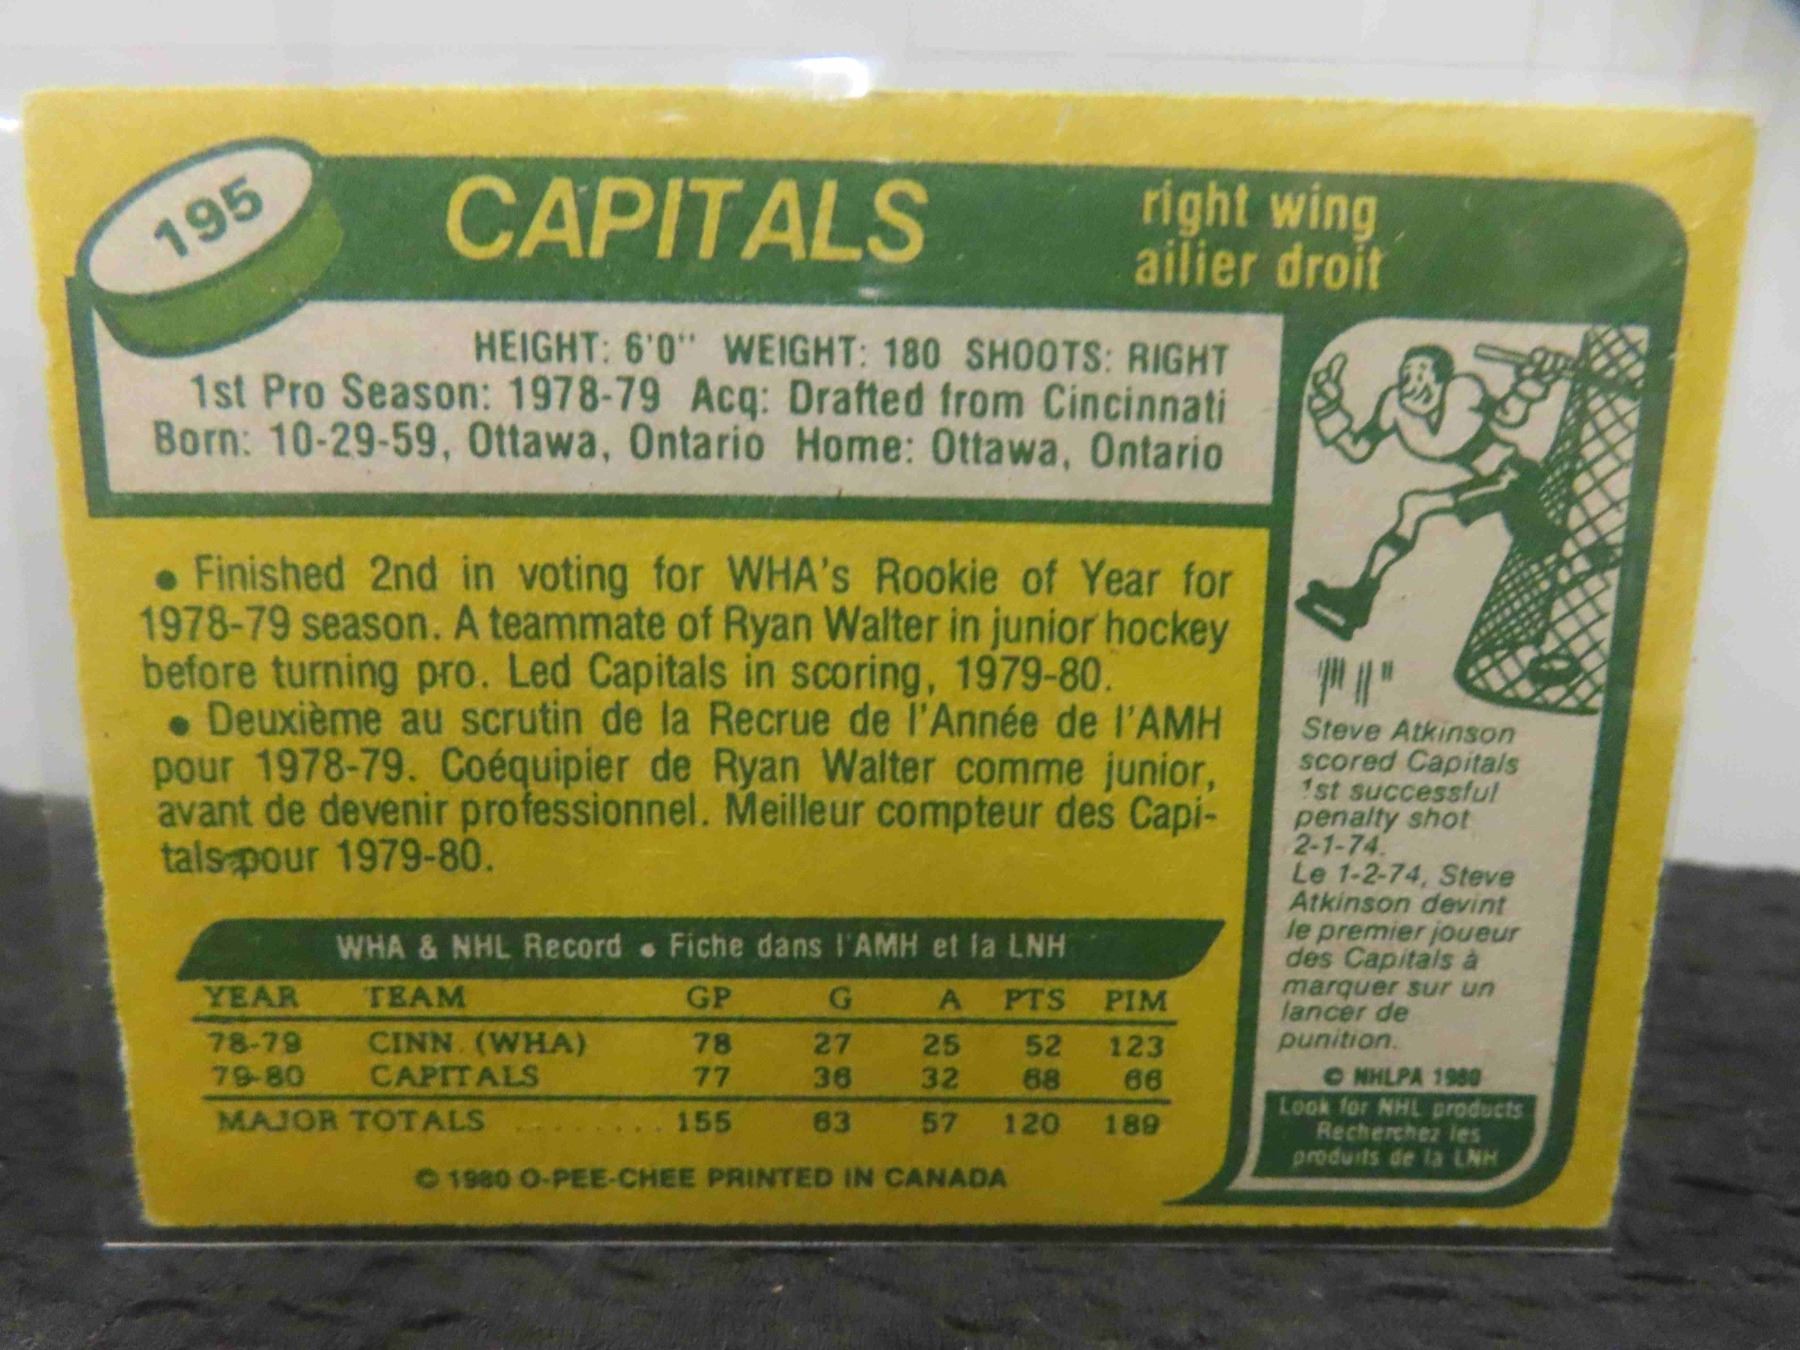 195
CAPITALS
right wing
ailier droit
HEIGHT: 6'0" WEIGHT: 180 SHOOTS: RIGHT
1st Pro Season: 1978-79 Acq: Drafted from Cincinnati
Born: 10-29-59, Ottawa, Ontario Home: Ottawa, Ontario
• Finished 2nd in voting for WHA's Rookie of Year for
1978-79 season. A teammate of Ryan Walter in junior hockey
before turning pro. Led Capitals in scoring, 1979-80.
• Deuxième au scrutin de la Recrue de l'Année de l'AMH
pour 1978-79. Coéquipier de Ryan Walter comme junior,
avant de devenir professionnel. Meilleur compteur des Capi-
tals pour 1979-80.
WHA & NHL Record • Fiche dans l'AMH et la LNH
YEAR TEAM GP G A PTS PIM
78-79 CINN. (WHA) 78 27 25 52 123
79-80 CAPITALS 77 36 32 68 66
MAJOR TOTALS ......... 155 63 57 120 189
© 1980 O-PEE-CHEE PRINTED IN CANADA
Steve Atkinson
scored Capitals
1st successful
penalty shot
2-1-74.
Le 1-2-74, Steve
Atkinson devint
le premier joueur
des Capitals à
marquer sur un
lancer de
punition.
© NHLPA 1980
Look for NHL products
Recherchez les
produits de la LNH